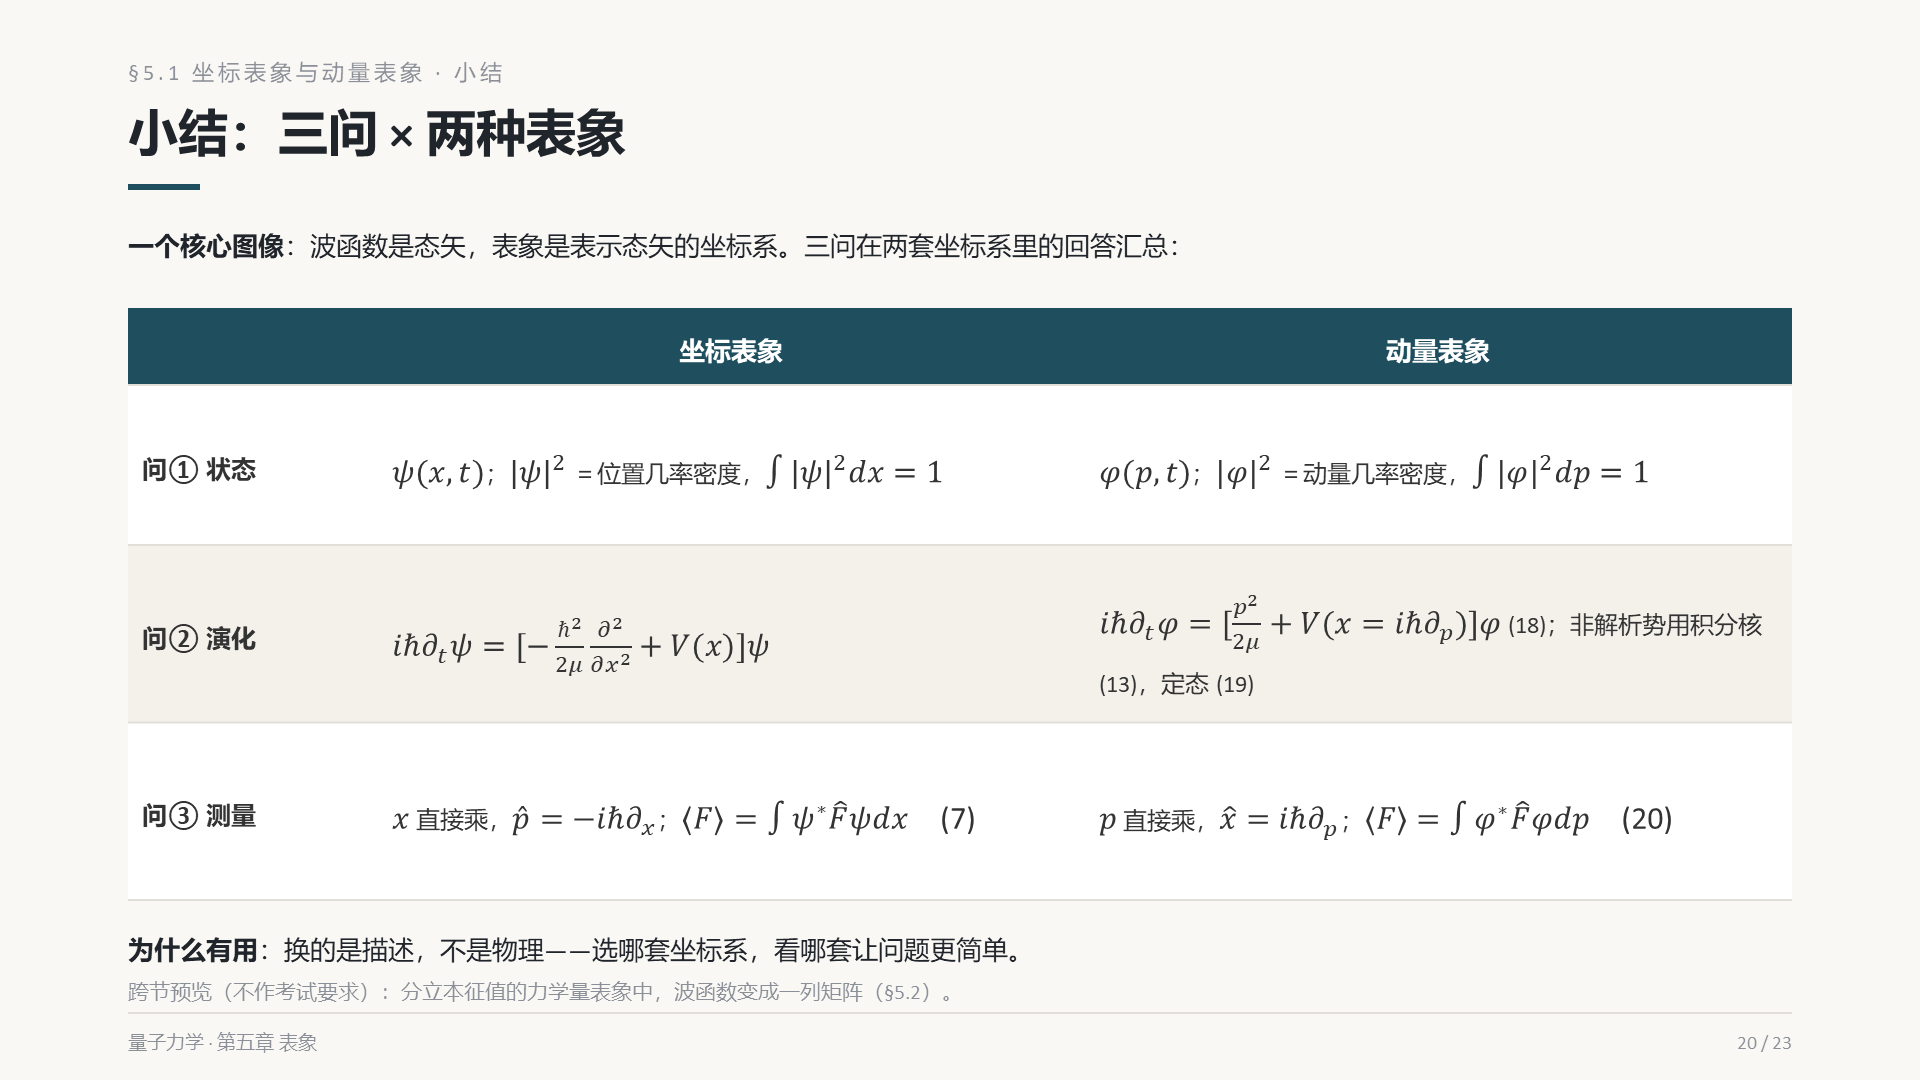 §5.1 坐标表象与动量表象 · 小结
小结：三问 × 两种表象
一个核心图像：波函数是态矢，表象是表示态矢的坐标系。三问在两套坐标系里的回答汇总：
坐标表象 动量表象
问① 状态 ψ(x, t)；|ψ|² = 位置几率密度，∫ |ψ|²dx = 1 φ(p, t)；|φ|² = 动量几率密度，∫ |φ|²dp = 1
问② 演化 iħ∂ₜψ = [−ħ²/2μ ∂²/∂x² + V(x)]ψ iħ∂ₜφ = [p²/2μ + V(x = iħ∂ₚ)]φ (18)；非解析势用积分核
(13)，定态 (19)
问③ 测量 x 直接乘，p̂ = −iħ∂ₓ；⟨F⟩ = ∫ ψ*F̂ψdx (7) p 直接乘，x̂ = iħ∂ₚ；⟨F⟩ = ∫ φ*F̂φdp (20)
为什么有用：换的是描述，不是物理——选哪套坐标系，看哪套让问题更简单。
跨节预览（不作考试要求）：分立本征值的力学量表象中，波函数变成一列矩阵（§5.2）。
量子力学 · 第五章 表象 20 / 23